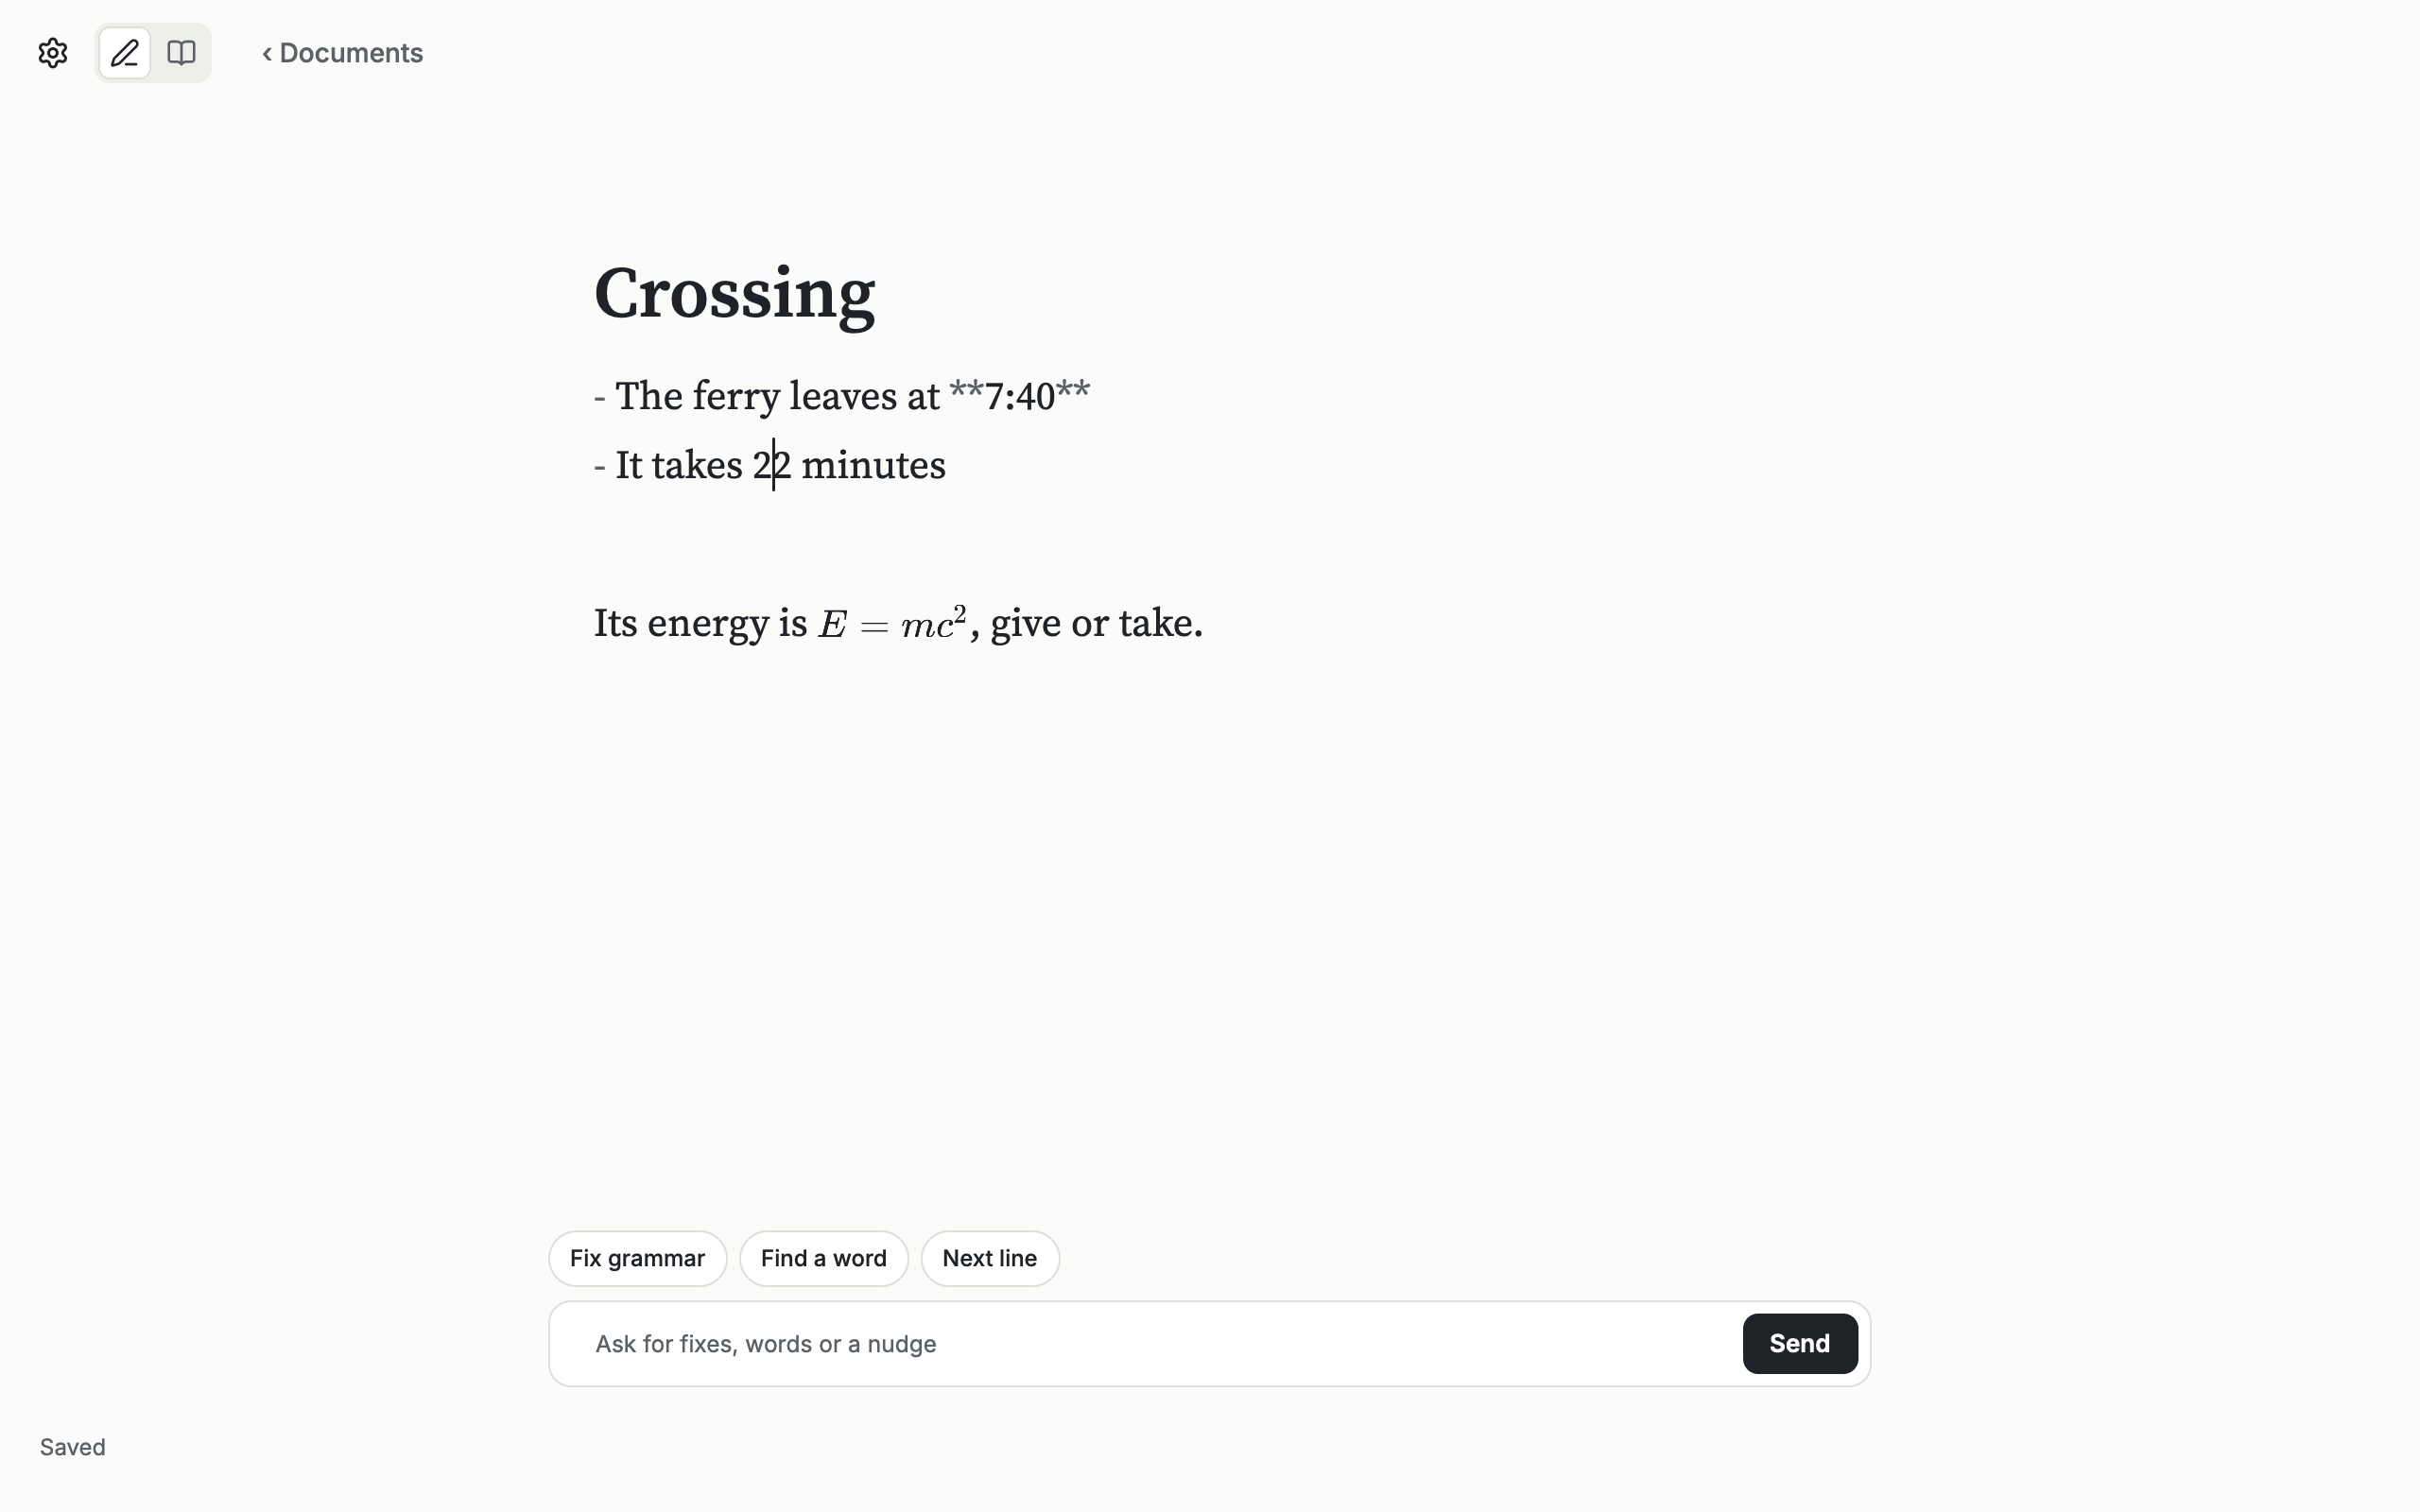 ‹ Documents
Crossing
- The ferry leaves at **7:40**
- It takes 22 minutes
Its energy is E = mc², give or take.
Fix grammar
Find a word
Next line
Ask for fixes, words or a nudge
Send
Saved